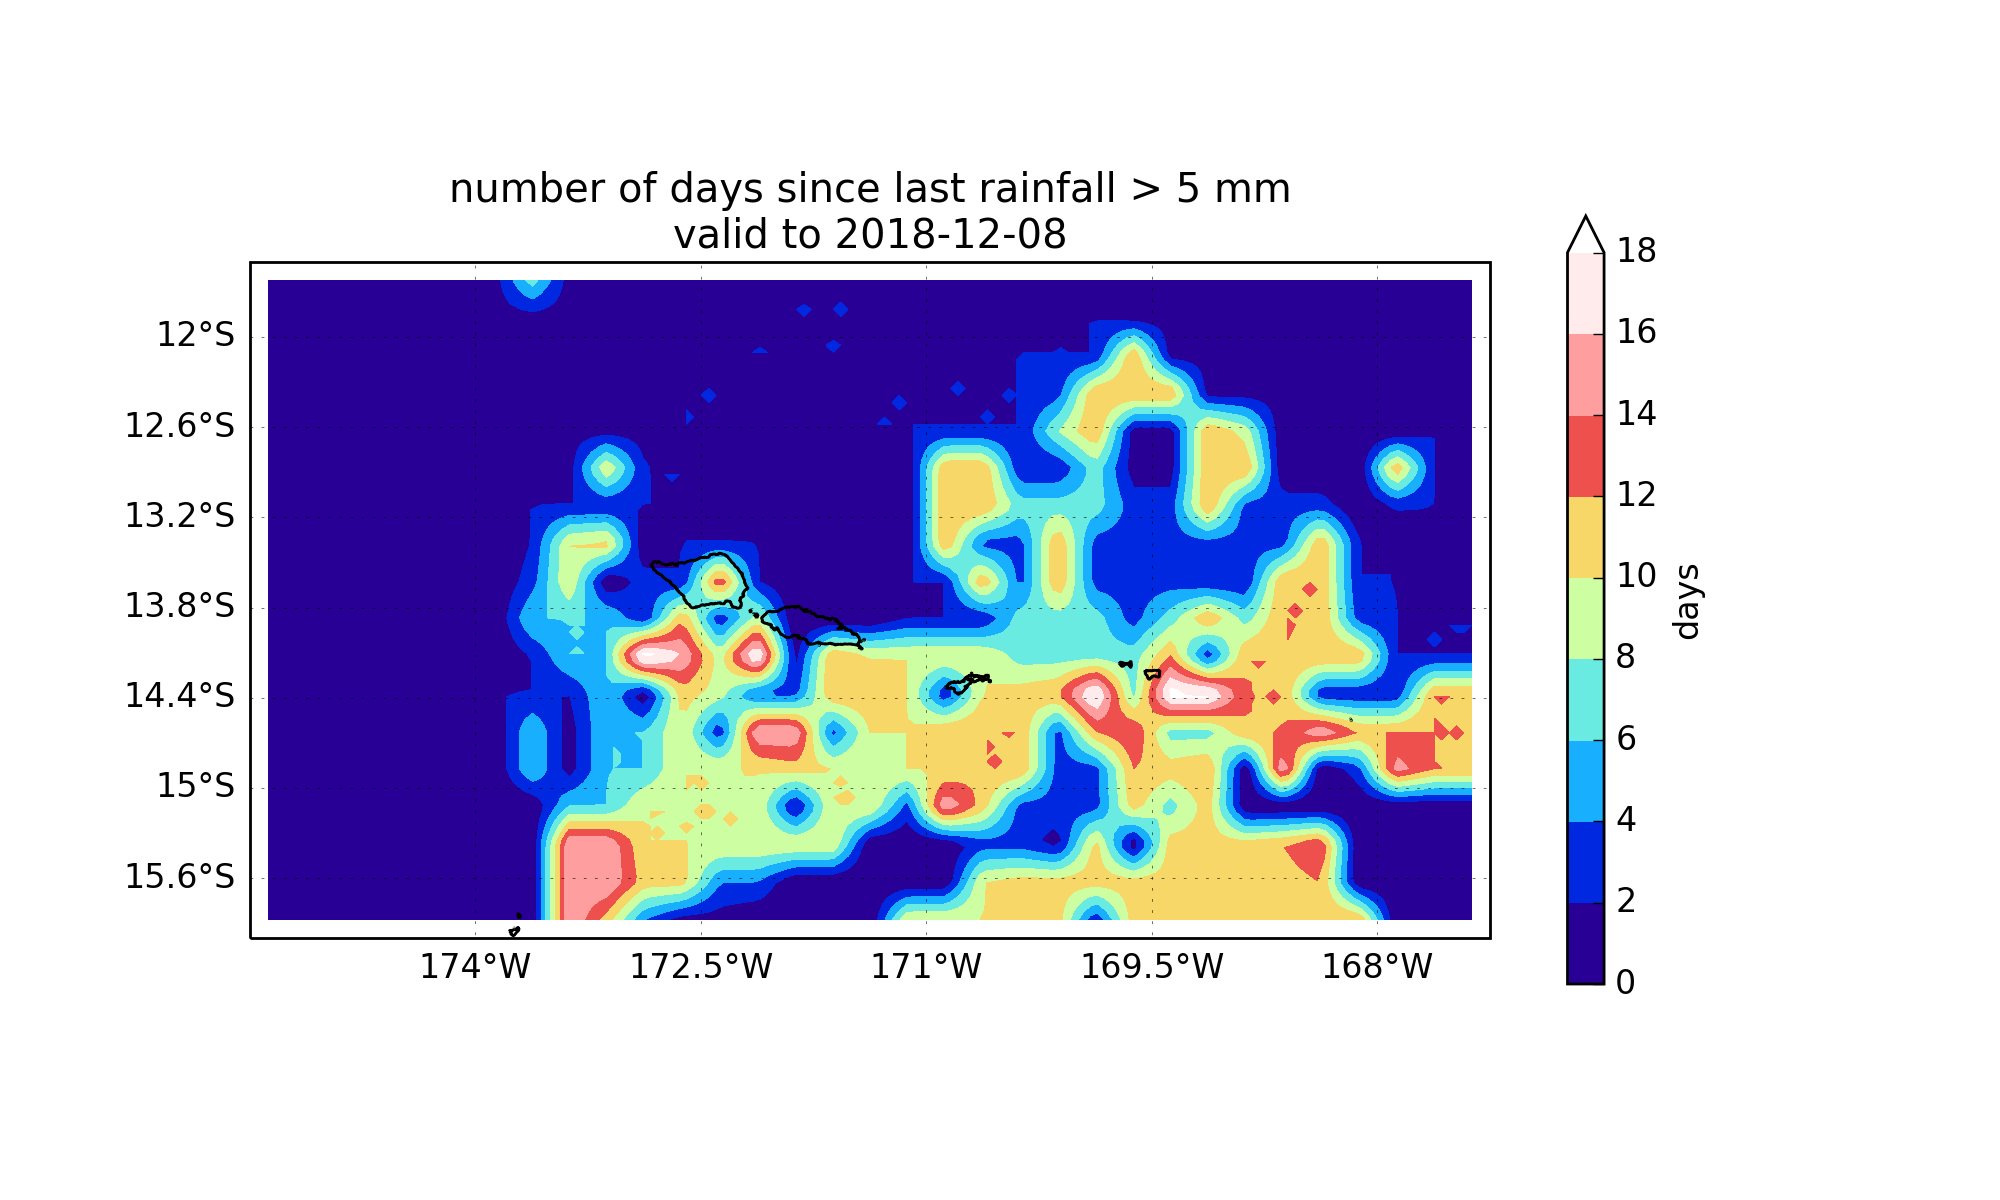 number of days since last rainfall > 5 mm
valid to 2018-12-08
12°S
12.6°S
13.2°S
13.8°S
14.4°S
15°S
15.6°S
174°W
172.5°W
171°W
169.5°W
168°W
18
16
14
12
10
8
6
4
2
0
days